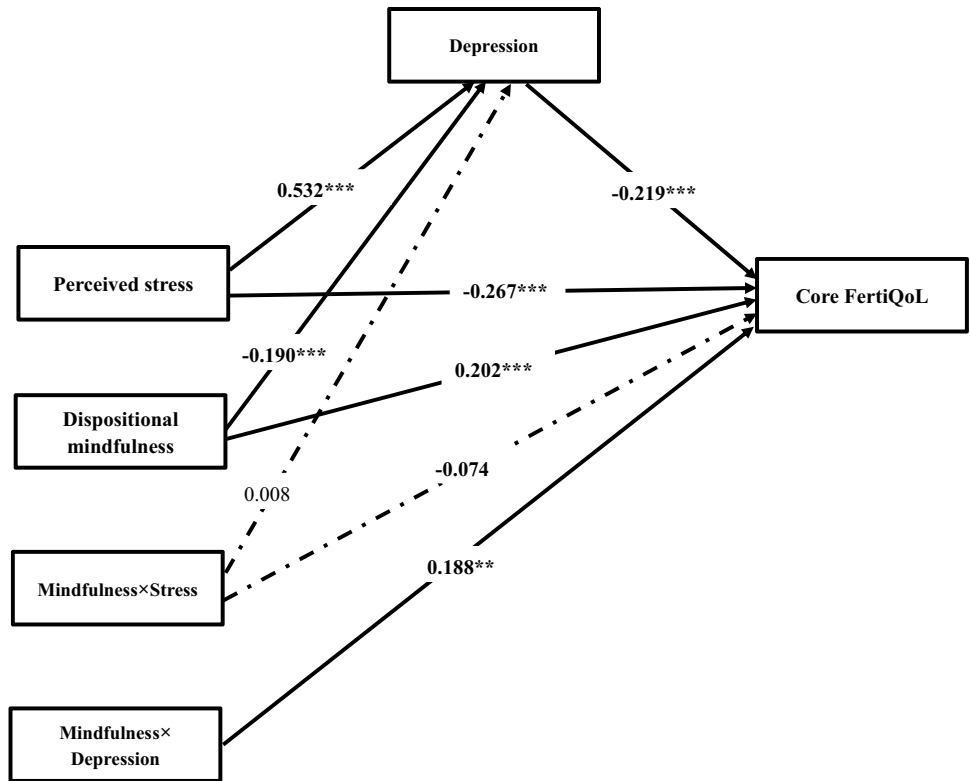 Depression
0.532***
-0.219***
Perceived stress
-0.267***
Core FertiQoL
-0.190***
0.202***
Dispositional
mindfulness
-0.074
0.008
Mindfulness×Stress
0.188**
Mindfulness×
Depression